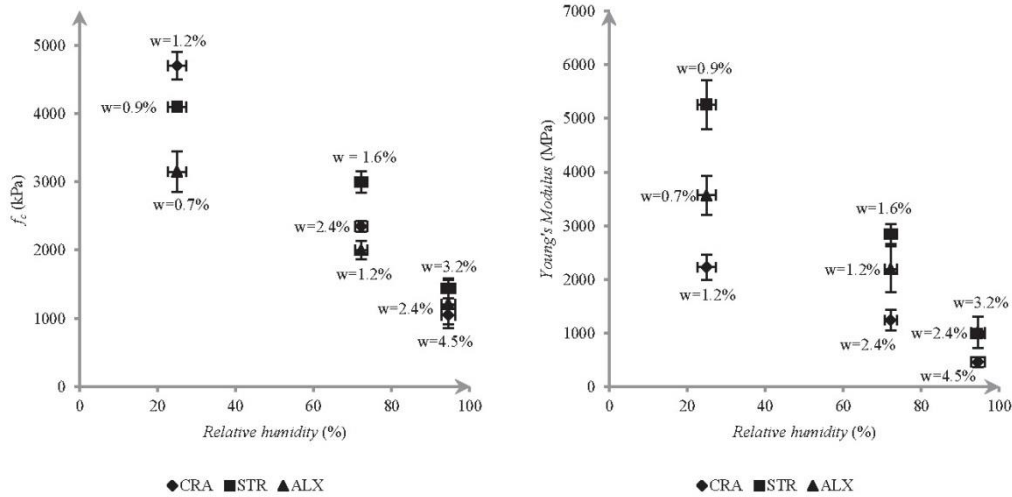 5000
4000
3000
2000
1000
0
f_c (kPa)
w=1.2%
w=0.9%
w=0.7%
w = 1.6%
w=2.4%
w=1.2%
w=3.2%
w=2.4%
w=4.5%
0 20 40 60 80 100
Relative humidity (%)
CRA STR ALX
7000
6000
5000
4000
3000
2000
1000
0
Young's Modulus (MPa)
w=0.9%
w=0.7%
w=1.2%
w=1.6%
w=1.2%
w=2.4%
w=3.2%
w=2.4%
w=4.5%
0 20 40 60 80 100
Relative humidity (%)
CRA STR ALX